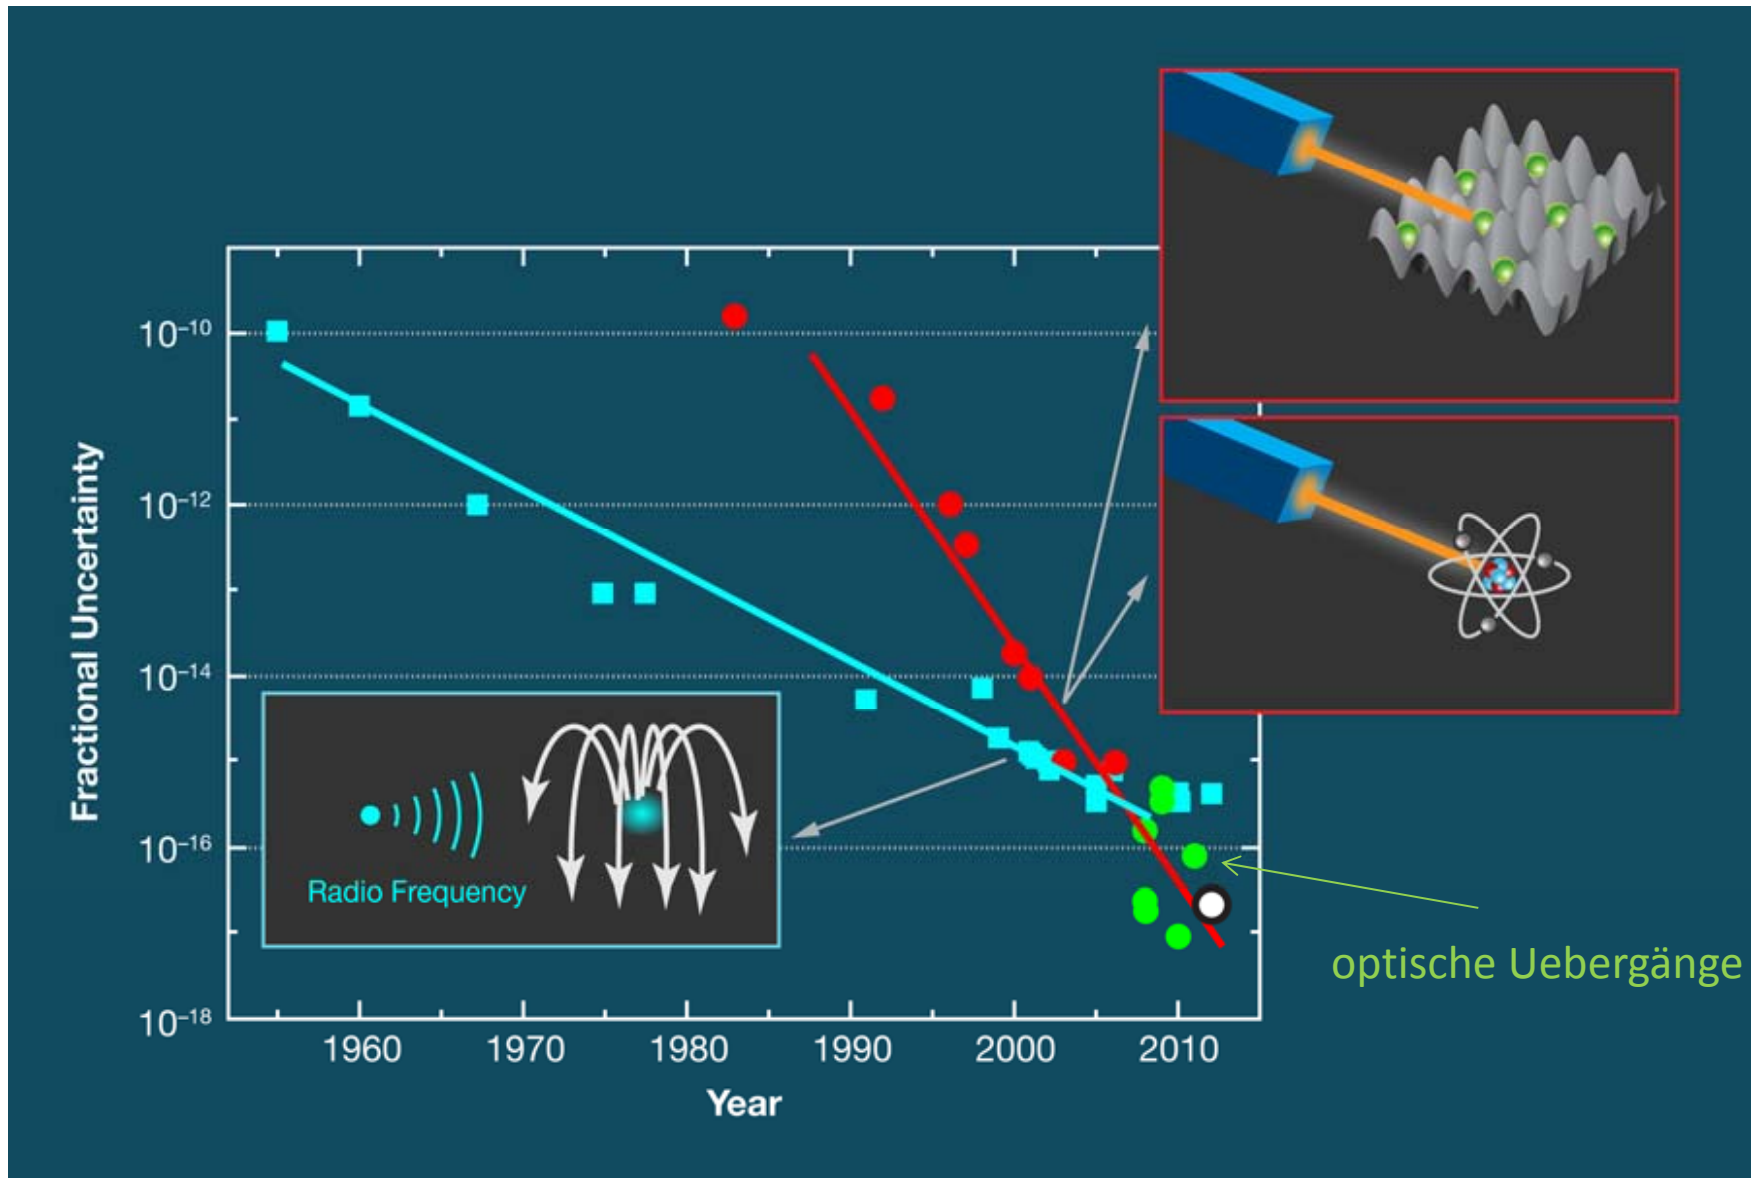 10⁻¹⁰
10⁻¹²
10⁻¹⁴
10⁻¹⁶
10⁻¹⁸
Fractional Uncertainty
Radio Frequency
optische Uebergänge
1960 1970 1980 1990 2000 2010
Year